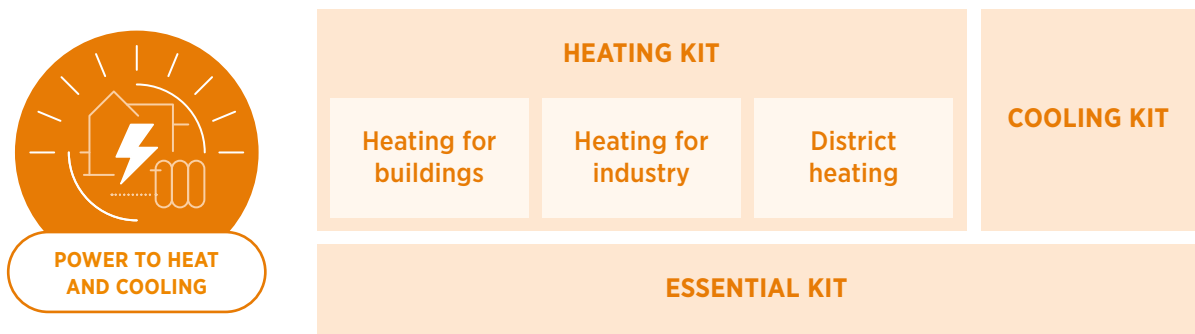 POWER TO HEAT
AND COOLING
HEATING KIT
Heating for
buildings
Heating for
industry
District
heating
COOLING KIT
ESSENTIAL KIT